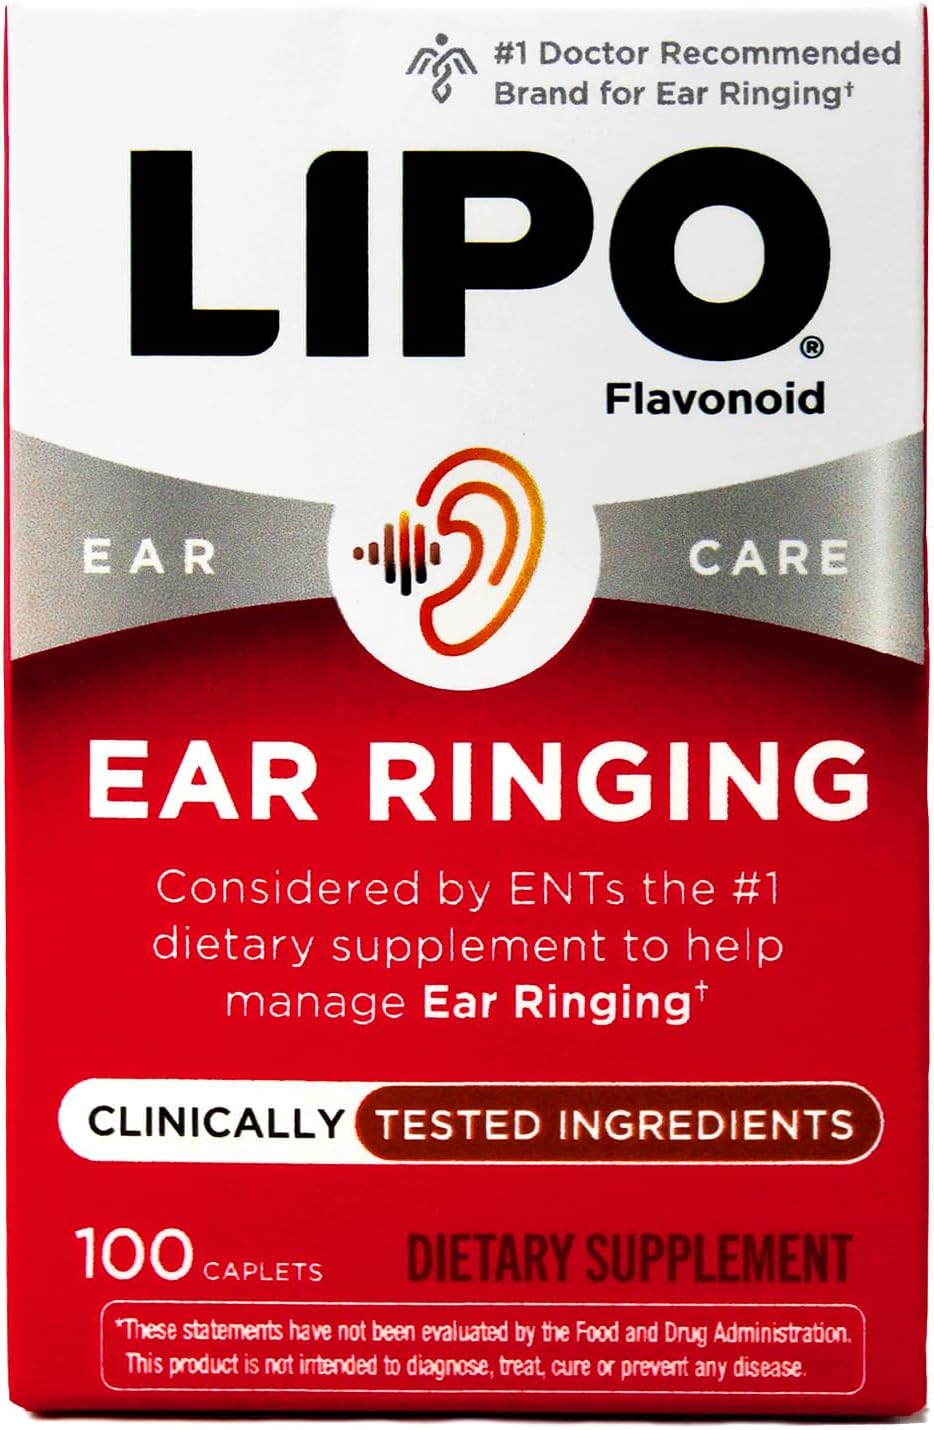 #1 Doctor Recommended
Brand for Ear Ringing†
LIPO®
Flavonoid
EAR CARE
EAR RINGING
Considered by ENTs the #1
dietary supplement to help
manage Ear Ringing†
CLINICALLY TESTED INGREDIENTS
100 CAPLETS DIETARY SUPPLEMENT
*These statements have not been evaluated by the Food and Drug Administration.
This product is not intended to diagnose, treat, cure or prevent any disease.